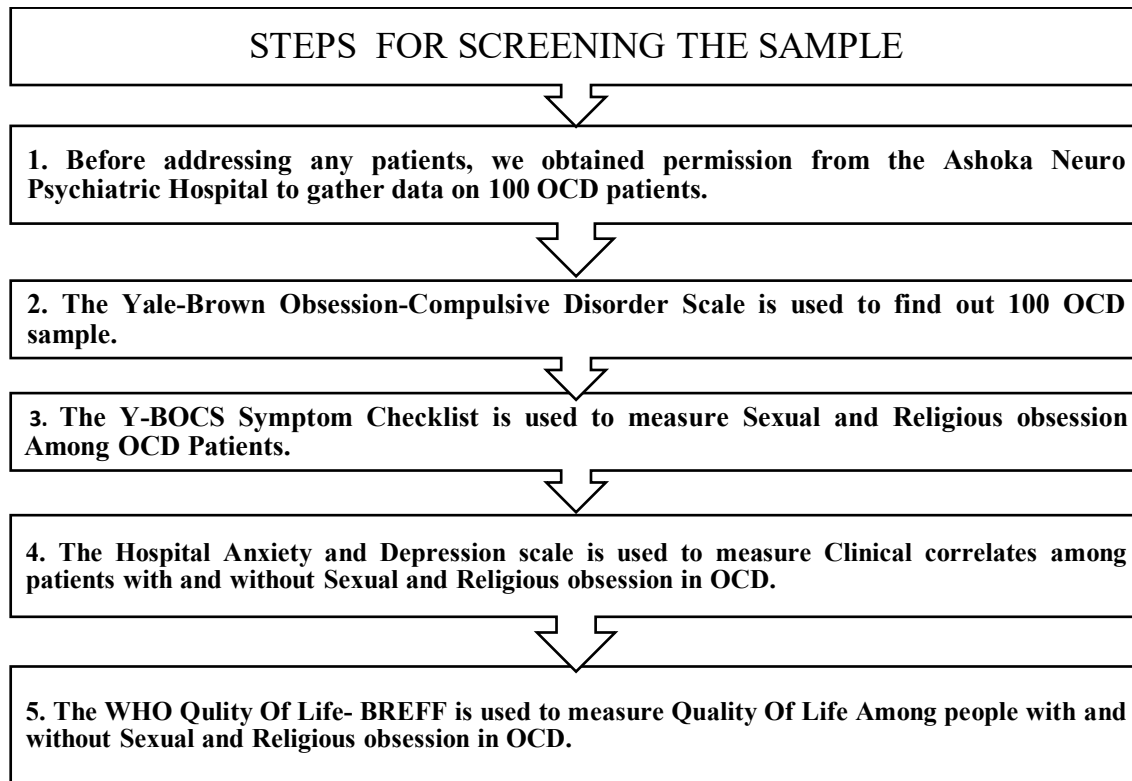 STEPS FOR SCREENING THE SAMPLE
1. Before addressing any patients, we obtained permission from the Ashoka Neuro
Psychiatric Hospital to gather data on 100 OCD patients.
2. The Yale-Brown Obsession-Compulsive Disorder Scale is used to find out 100 OCD
sample.
3. The Y-BOCS Symptom Checklist is used to measure Sexual and Religious obsession
Among OCD Patients.
4. The Hospital Anxiety and Depression scale is used to measure Clinical correlates among
patients with and without Sexual and Religious obsession in OCD.
5. The WHO Qulity Of Life- BREFF is used to measure Quality Of Life Among people with and
without Sexual and Religious obsession in OCD.